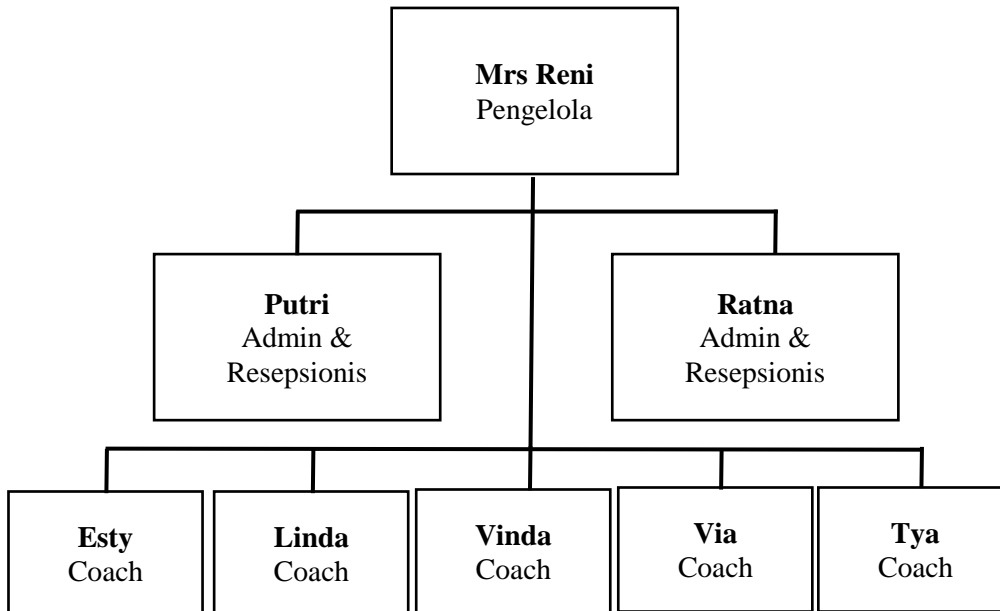 Mrs Reni
Pengelola
Putri
Admin &
Resepsionis
Ratna
Admin &
Resepsionis
Esty
Coach
Linda
Coach
Vinda
Coach
Via
Coach
Tya
Coach